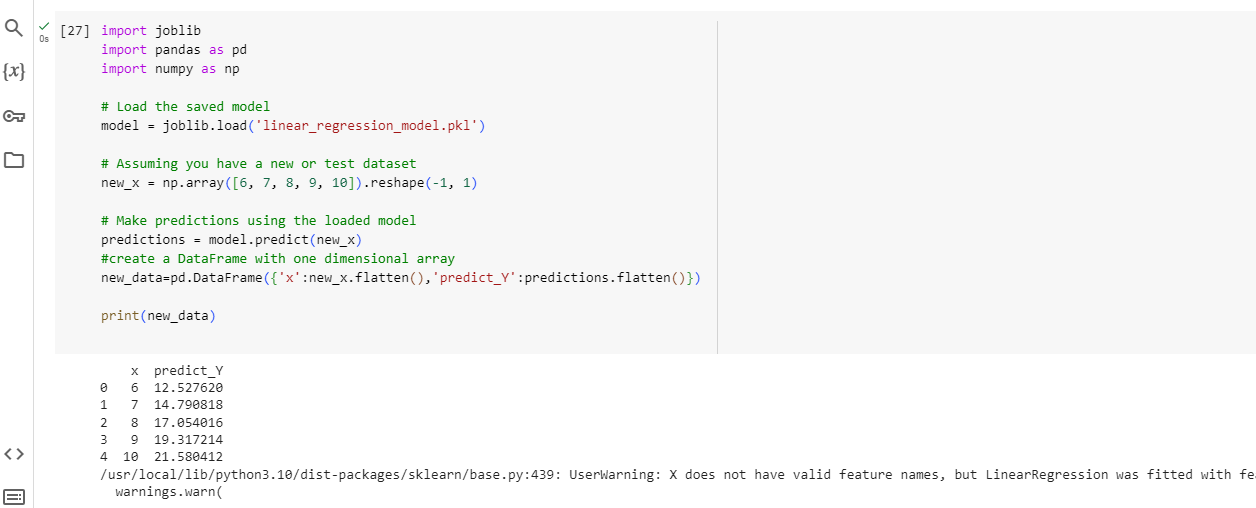 [27] import joblib
import pandas as pd
import numpy as np
# Load the saved model
model = joblib.load('linear_regression_model.pkl')
# Assuming you have a new or test dataset
new_x = np.array([6, 7, 8, 9, 10]).reshape(-1, 1)
# Make predictions using the loaded model
predictions = model.predict(new_x)
#create a DataFrame with one dimensional array
new_data=pd.DataFrame({'x':new_x.flatten(),'predict_Y':predictions.flatten()})
print(new_data)
0s
{x}
x predict_Y
0 6 12.527620
1 7 14.790818
2 8 17.054016
3 9 19.317214
4 10 21.580412
/usr/local/lib/python3.10/dist-packages/sklearn/base.py:439: UserWarning: X does not have valid feature names, but LinearRegression was fitted with
warnings.warn(